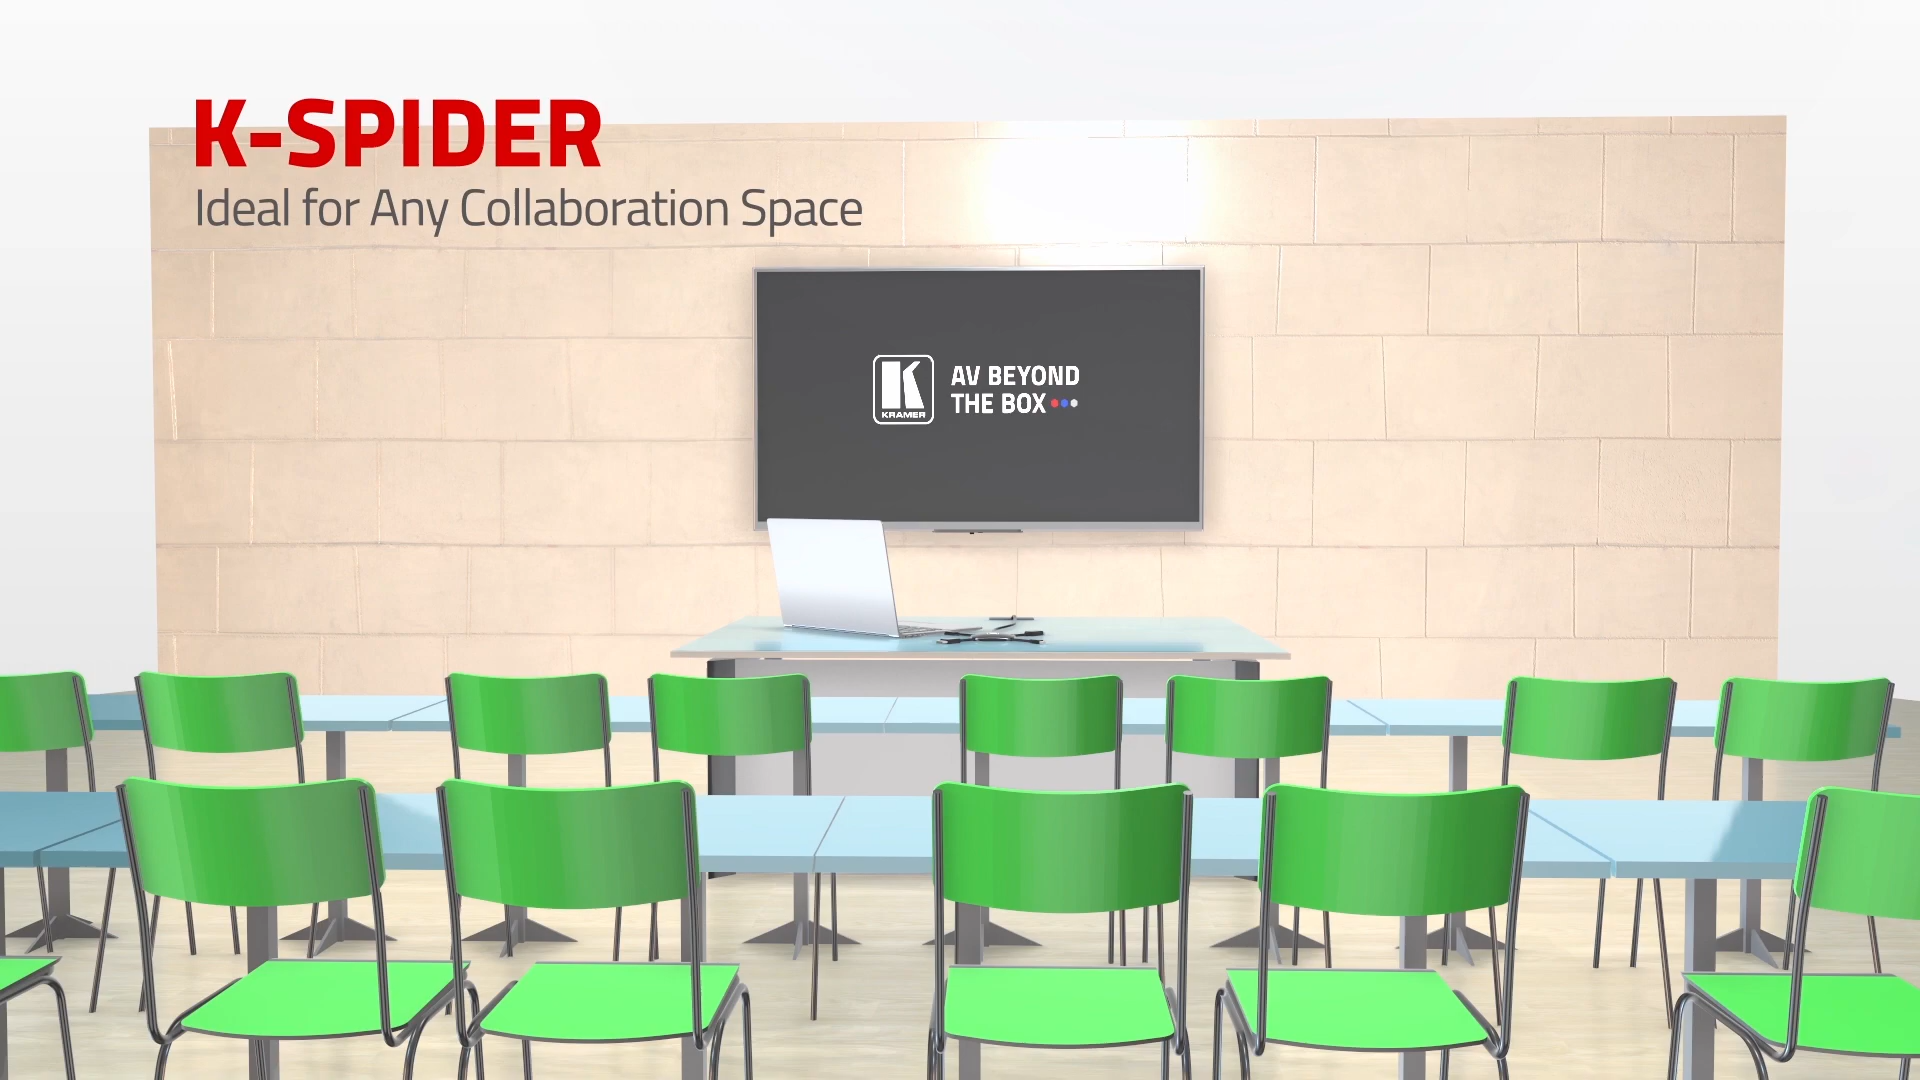 K-SPIDER
Ideal for Any Collaboration Space
AV BEYOND
THE BOX
KRAMER